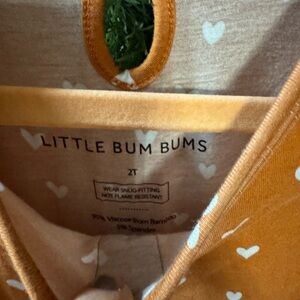 LITTLE BUM BUMS
2T
WEAR SNUG-FITTING
NOT FLAME RESISTANT
95% Viscose from Bamboo
5% Spandex